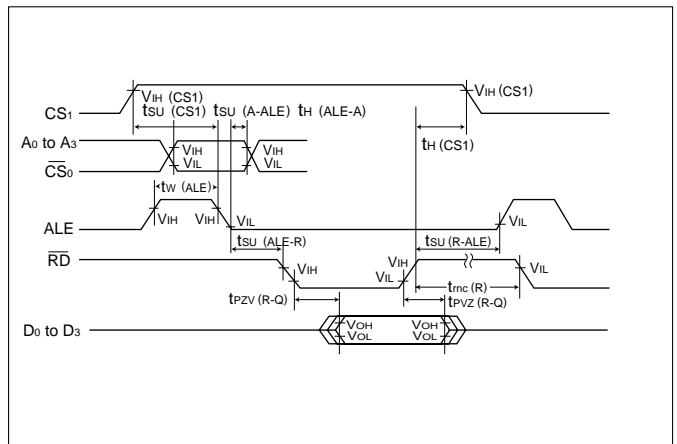 VIH (CS1) VIH (CS1)
CS1 tSU (CS1) tSU (A-ALE) tH (ALE-A)
A0 to A3 VIH VIH tH (CS1)
CS0 VIL VIL
tW (ALE)
ALE VIH VIH VIL VIL
tSU (ALE-R) tSU (R-ALE)
RD VIH VIH VIL
VIL trnc (R)
tPZV (R-Q) tPVZ (R-Q)
D0 to D3 VOH VOH
VOL VOL